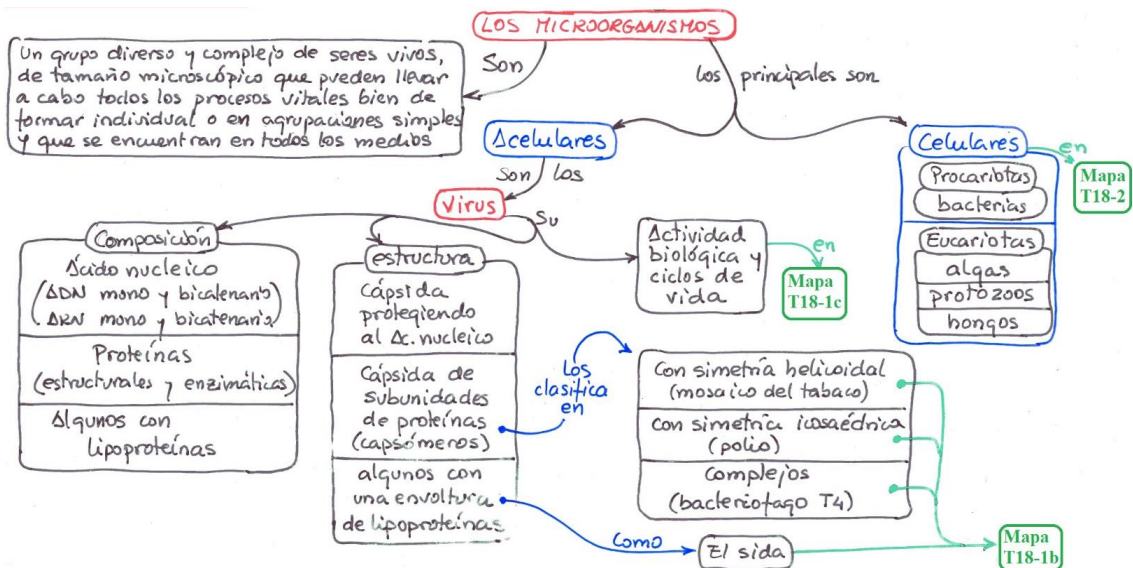 LOS MICROORGANISMOS
Un grupo diverso y complejo de seres vivos,
de tamaño microscópico que pueden llevar
a cabo todos los procesos vitales bien de
formar individual o en agrupaciones simples
y que se encuentran en todos los medios
Son
los principales son
Acelulares
son los
Virus
Su
Celulares
en
Mapa
T18-2
Procariotas
bacterias
Eucariotas
algas
protozoos
hongos
Composición
Ácido nucleico
(ADN mono y bicatenario)
(ARN mono y bicatenario)
Proteínas
(estructurales y enzimáticas)
Algunos con
lipoproteínas
estructura
Cápsida
protegiendo
al Ac. nucleico
Cápsida de
subunidades
de proteínas
(capsómeros)
algunos con
una envoltura
de lipoproteínas
Actividad
biológica y
ciclos de
vida
en
Mapa
T18-1c
Los
clasifica
en
con simetría helicoidal
(mosaico del tabaco)
con simetría icosaédrica
(polio)
complejos
(bacteriofago T4)
como
El sida
Mapa
T18-1b